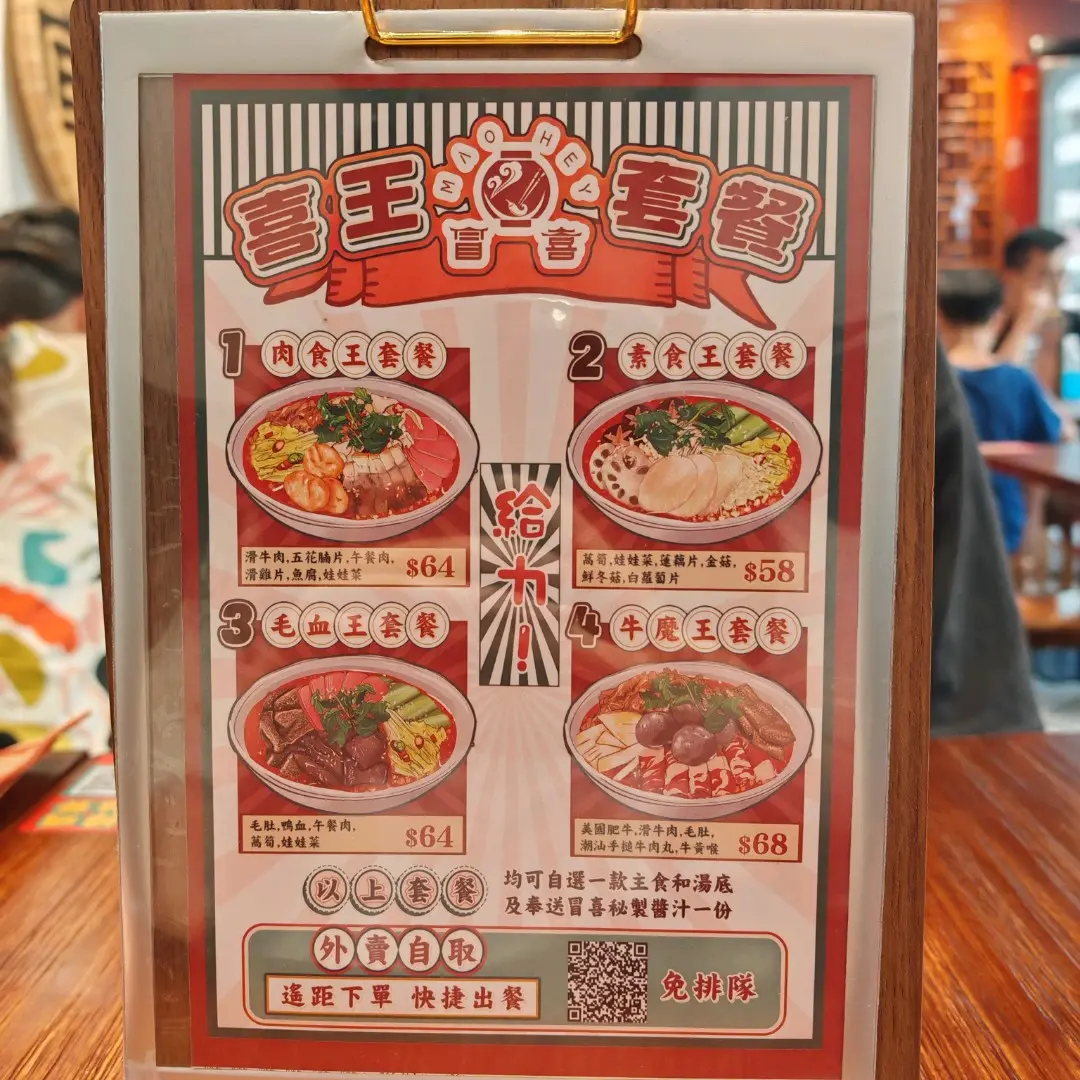 喜王套餐
MAO HEY
冒喜
1 肉食王套餐
滑牛肉,五花腩片,午餐肉,
滑雞片,魚腐,娃娃菜
$64
2 素食王套餐
萵筍,娃娃菜,蓮藕片,金菇,
鮮冬菇,白蘿蔔片
$58
給力!
3 毛血王套餐
毛肚,鴨血,午餐肉,
萵筍,娃娃菜
$64
4 牛魔王套餐
美國肥牛,滑牛肉,毛肚,
潮汕手搥牛肉丸,牛黃喉
$68
以上套餐
均可自選一款主食和湯底
及奉送冒喜秘製醬汁一份
外賣自取
遙距下單 快捷出餐
免排隊